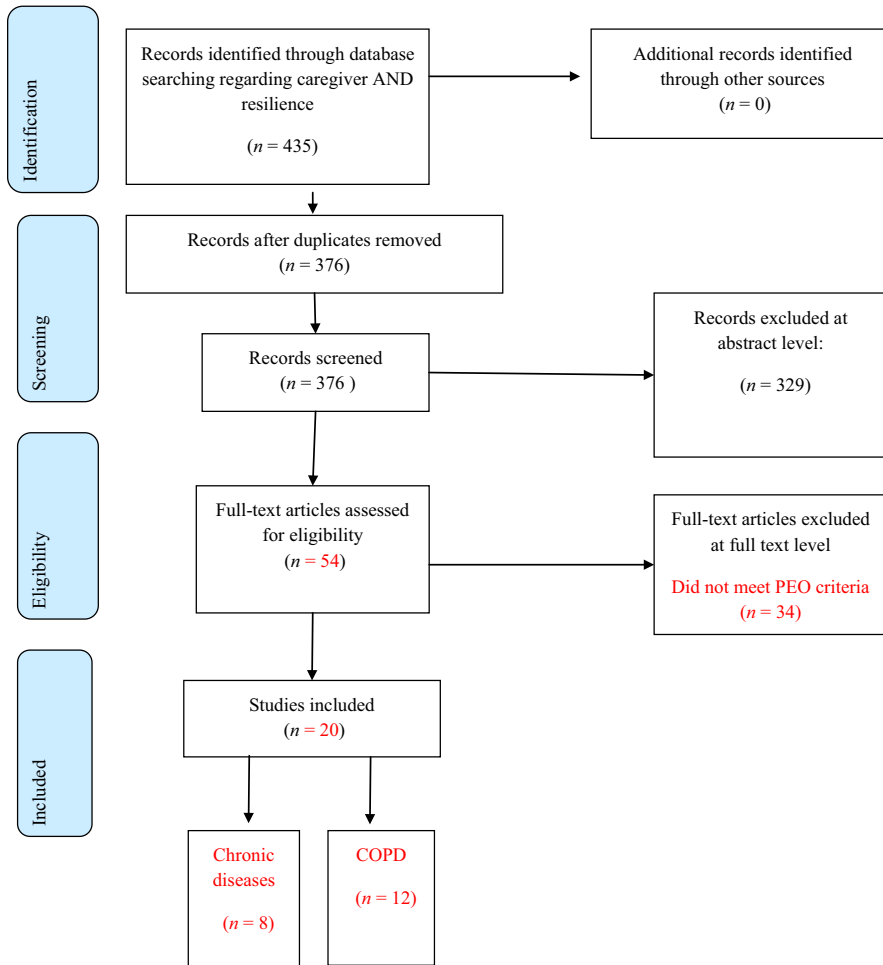 Identification
Records identified through database
searching regarding caregiver AND
resilience
(n = 435)
Additional records identified
through other sources
(n = 0)
Screening
Records after duplicates removed
(n = 376)
Records screened
(n = 376 )
Records excluded at
abstract level:
(n = 329)
Eligibility
Full-text articles assessed
for eligibility
(n = 54)
Full-text articles excluded
at full text level
Did not meet PEO criteria
(n = 34)
Included
Studies included
(n = 20)
Chronic
diseases
(n = 8)
COPD
(n = 12)